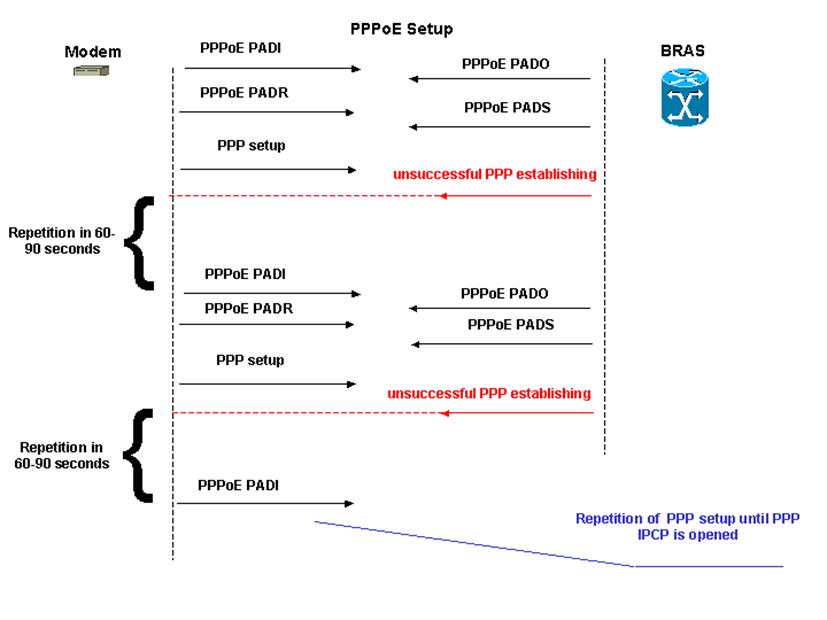 PPPoE Setup
Modem
BRAS
PPPoE PADI
PPPoE PADO
PPPoE PADR
PPPoE PADS
PPP setup
unsuccessful PPP establishing
Repetition in 60-
90 seconds
PPPoE PADI
PPPoE PADO
PPPoE PADR
PPPoE PADS
PPP setup
unsuccessful PPP establishing
Repetition in
60-90 seconds
PPPoE PADI
Repetition of PPP setup until PPP
IPCP is opened